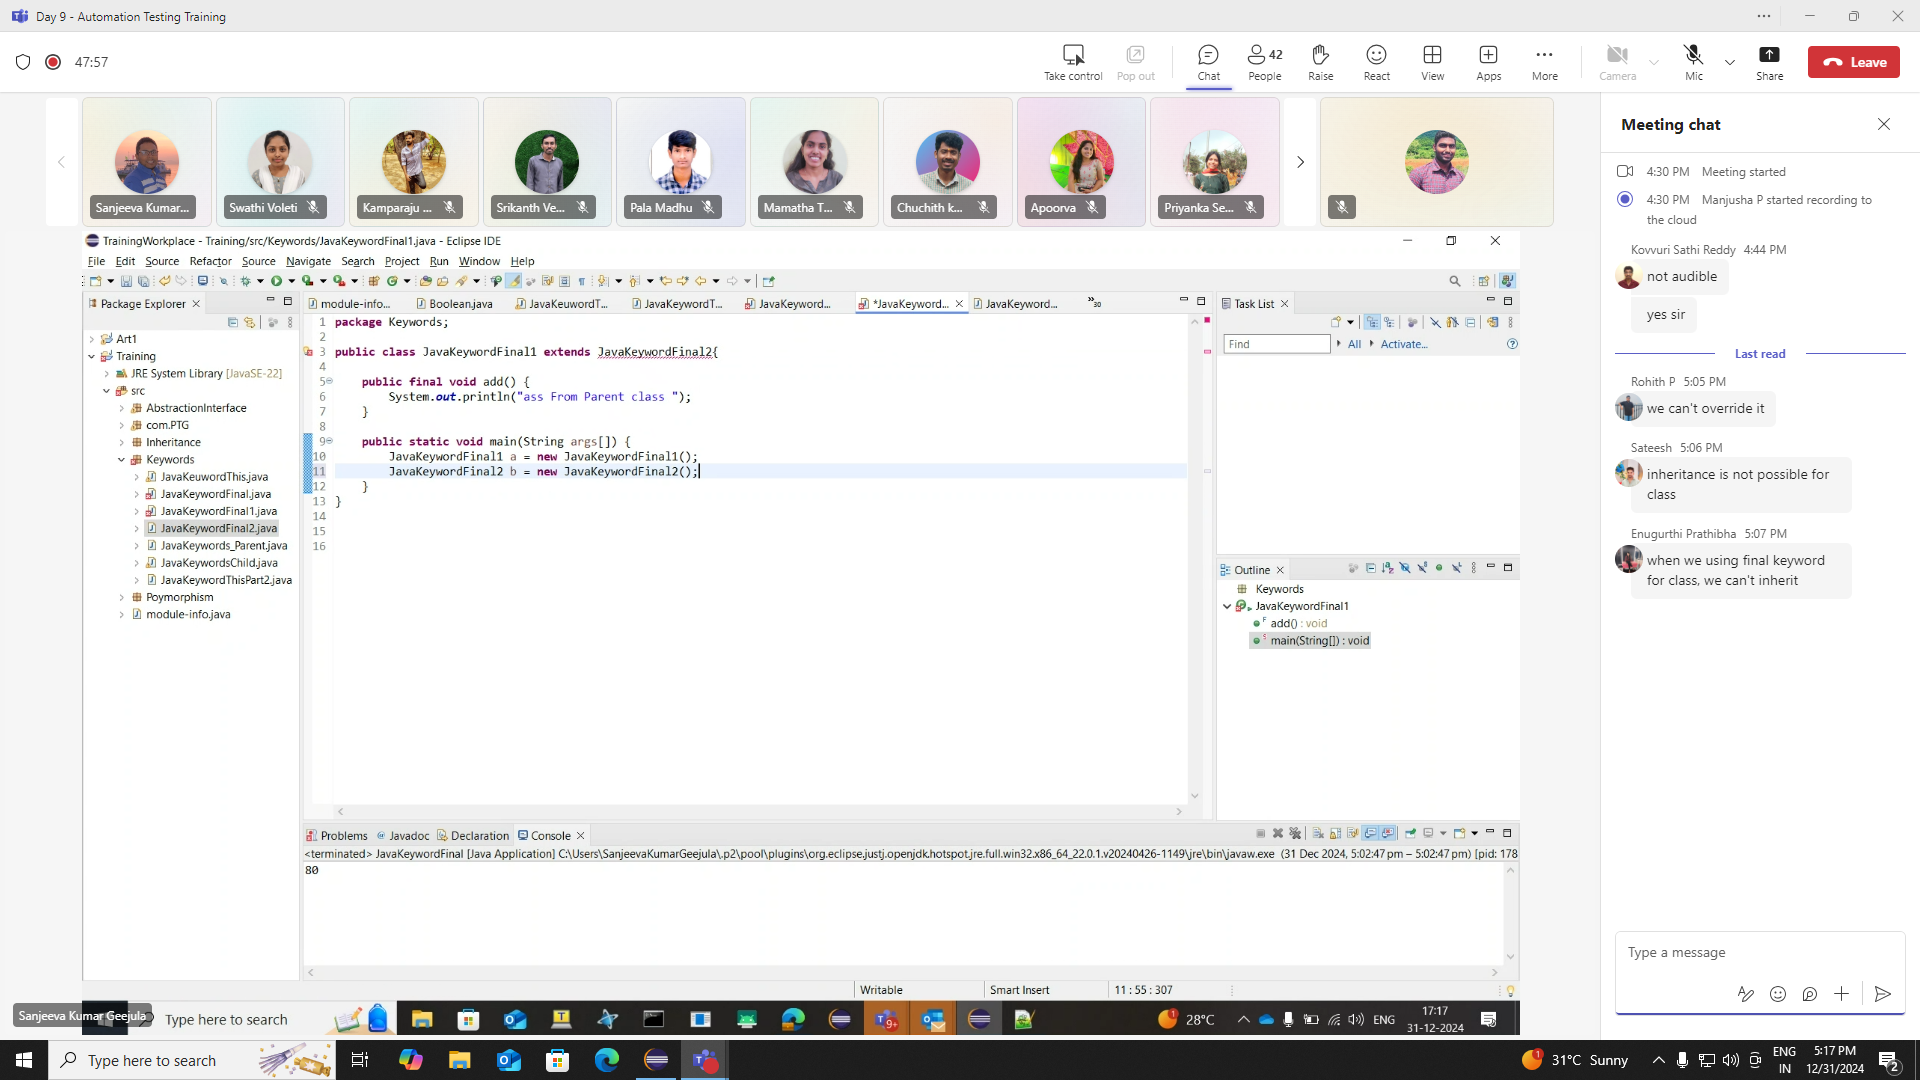 Day 9 - Automation Testing Training
47:57
Take control
Pop out
Chat
42
People
Raise
React
View
Apps
More
Camera
Mic
Share
Leave
Sanjeeva Kumar...
Swathi Voleti
Kamparaju ...
Srikanth Ve...
Pala Madhu
Mamatha T...
Chuchith k...
Apoorva
Priyanka Se...
TrainingWorkplace - Training/src/Keywords/JavaKeywordFinal1.java - Eclipse IDE
File Edit Source Refactor Source Navigate Search Project Run Window Help
Package Explorer
Art1
Training
JRE System Library [JavaSE-22]
src
AbstractionInterface
com.PTG
Inheritance
Keywords
JavaKeuwordThis.java
JavaKeywordFinal.java
JavaKeywordFinal1.java
JavaKeywordFinal2.java
JavaKeywords_Parent.java
JavaKeywordsChild.java
JavaKeywordThisPart2.java
Poymorphism
module-info.java
module-info...
Boolean.java
JavaKeuwordT...
JavaKeywordT...
JavaKeyword...
*JavaKeyword...
JavaKeyword...
30
1 package Keywords;
2
3 public class JavaKeywordFinal1 extends JavaKeywordFinal2{
4
5 public final void add() {
6 System.out.println("ass From Parent class ");
7 }
8
9 public static void main(String args[]) {
10 JavaKeywordFinal1 a = new JavaKeywordFinal1();
11 JavaKeywordFinal2 b = new JavaKeywordFinal2();
12 }
13 }
14
15
16
Task List
Find
All
Activate...
Outline
Keywords
JavaKeywordFinal1
add() : void
main(String[]) : void
Problems
Javadoc
Declaration
Console
<terminated> JavaKeywordFinal [Java Application] C:\Users\SanjeevaKumarGeejula\.p2\pool\plugins\org.eclipse.justj.openjdk.hotspot.jre.full.win32.x86_64_22.0.1.v20240426-1149\jre\bin\javaw.exe (31 Dec 2024, 5:02:47 pm – 5:02:47 pm) [pid: 178
80
Writable
Smart Insert
11 : 55 : 307
Sanjeeva Kumar Geejula
Type here to search
28°C
ENG
17:17
31-12-2024
Meeting chat
4:30 PM Meeting started
4:30 PM Manjusha P started recording to
the cloud
Kovvuri Sathi Reddy 4:44 PM
not audible
yes sir
Last read
Rohith P 5:05 PM
we can't override it
Sateesh 5:06 PM
inheritance is not possible for
class
Enugurthi Prathibha 5:07 PM
when we using final keyword
for class, we can't inherit
Type a message
Type here to search
31°C Sunny
ENG
IN
5:17 PM
12/31/2024
2